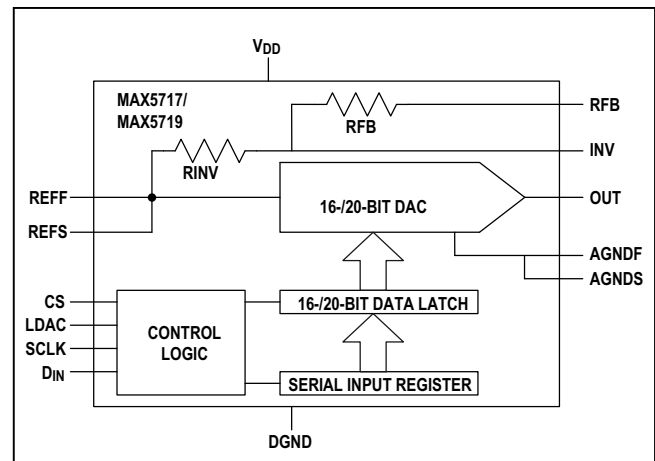 VDD
MAX5717/
MAX5719
RFB
RFB
RINV
INV
REFF
16-/20-BIT DAC
OUT
REFS
AGNDF
AGNDS
CS
16-/20-BIT DATA LATCH
LDAC
CONTROL
LOGIC
SCLK
DIN
SERIAL INPUT REGISTER
DGND